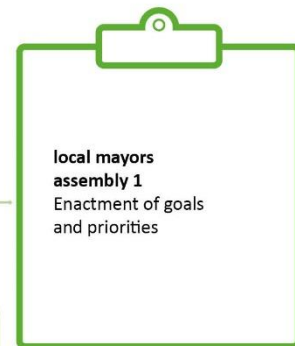 local mayors
assembly 1
Enactment of goals
and priorities